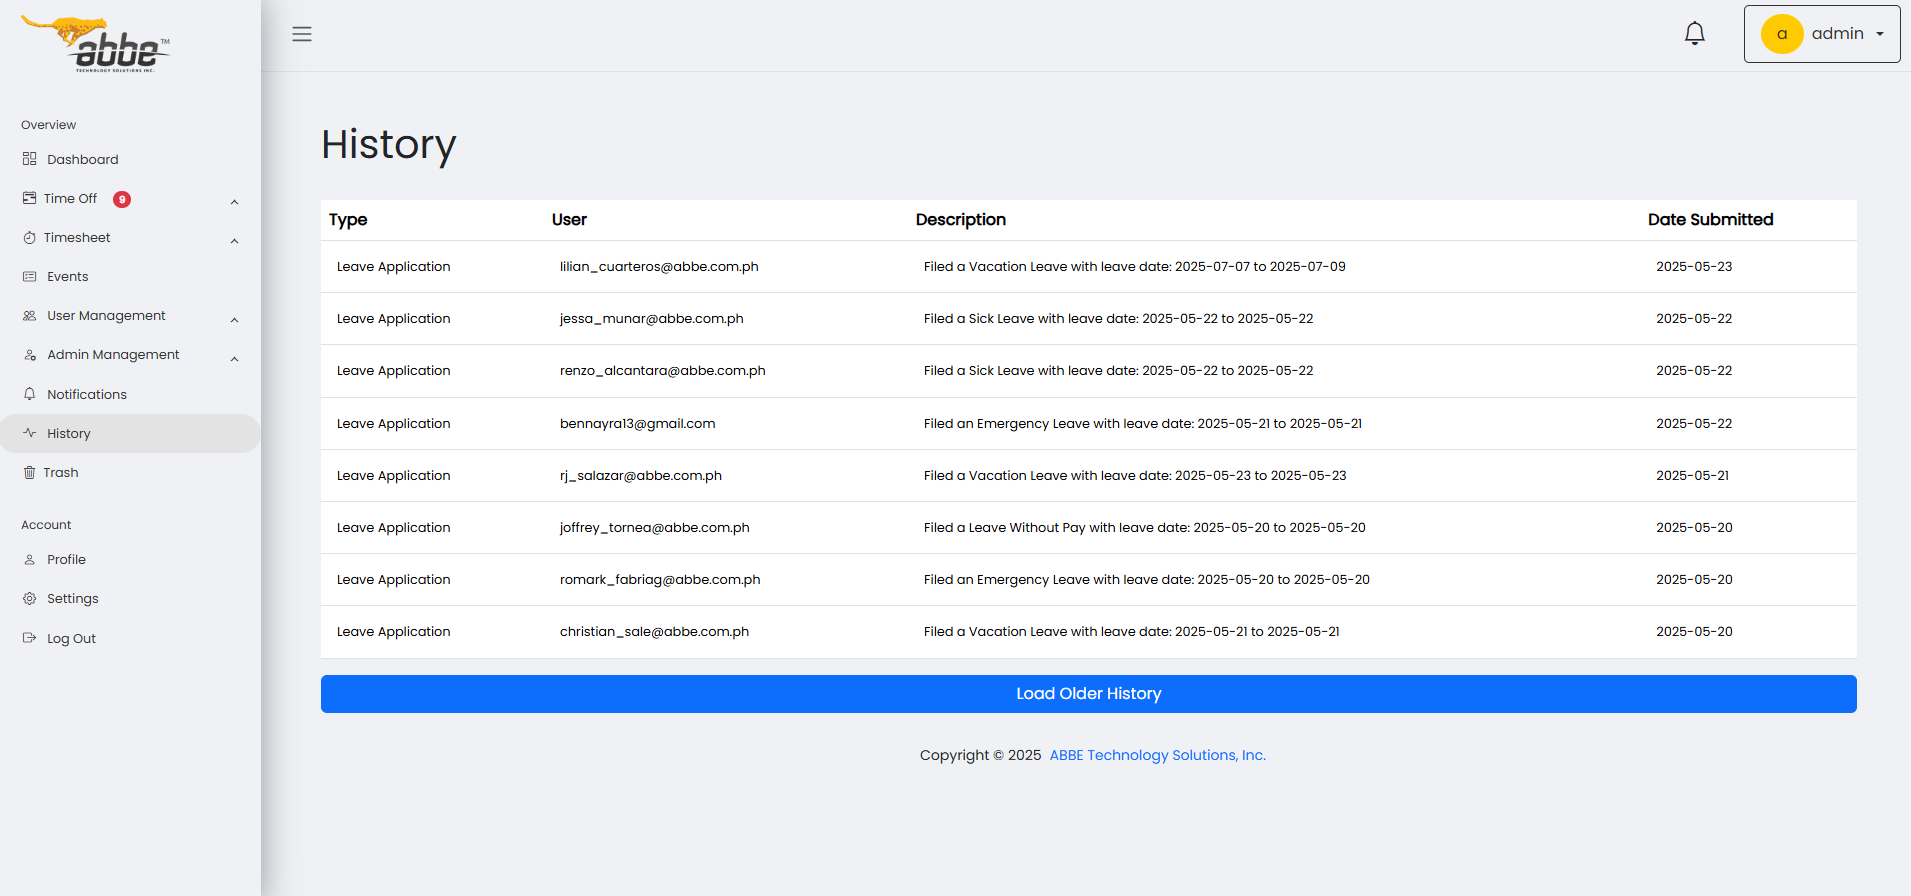 abbe™
TECHNOLOGY SOLUTIONS INC.
a admin
Overview
Dashboard
Time Off 9
Timesheet
Events
User Management
Admin Management
Notifications
History
Trash
Account
Profile
Settings
Log Out
History
Type User Description Date Submitted
Leave Application lilian_cuarteros@abbe.com.ph Filed a Vacation Leave with leave date: 2025-07-07 to 2025-07-09 2025-05-23
Leave Application jessa_munar@abbe.com.ph Filed a Sick Leave with leave date: 2025-05-22 to 2025-05-22 2025-05-22
Leave Application renzo_alcantara@abbe.com.ph Filed a Sick Leave with leave date: 2025-05-22 to 2025-05-22 2025-05-22
Leave Application bennayra13@gmail.com Filed an Emergency Leave with leave date: 2025-05-21 to 2025-05-21 2025-05-22
Leave Application rj_salazar@abbe.com.ph Filed a Vacation Leave with leave date: 2025-05-23 to 2025-05-23 2025-05-21
Leave Application joffrey_tornea@abbe.com.ph Filed a Leave Without Pay with leave date: 2025-05-20 to 2025-05-20 2025-05-20
Leave Application romark_fabriag@abbe.com.ph Filed an Emergency Leave with leave date: 2025-05-20 to 2025-05-20 2025-05-20
Leave Application christian_sale@abbe.com.ph Filed a Vacation Leave with leave date: 2025-05-21 to 2025-05-21 2025-05-20
Load Older History
Copyright © 2025 ABBE Technology Solutions, Inc.